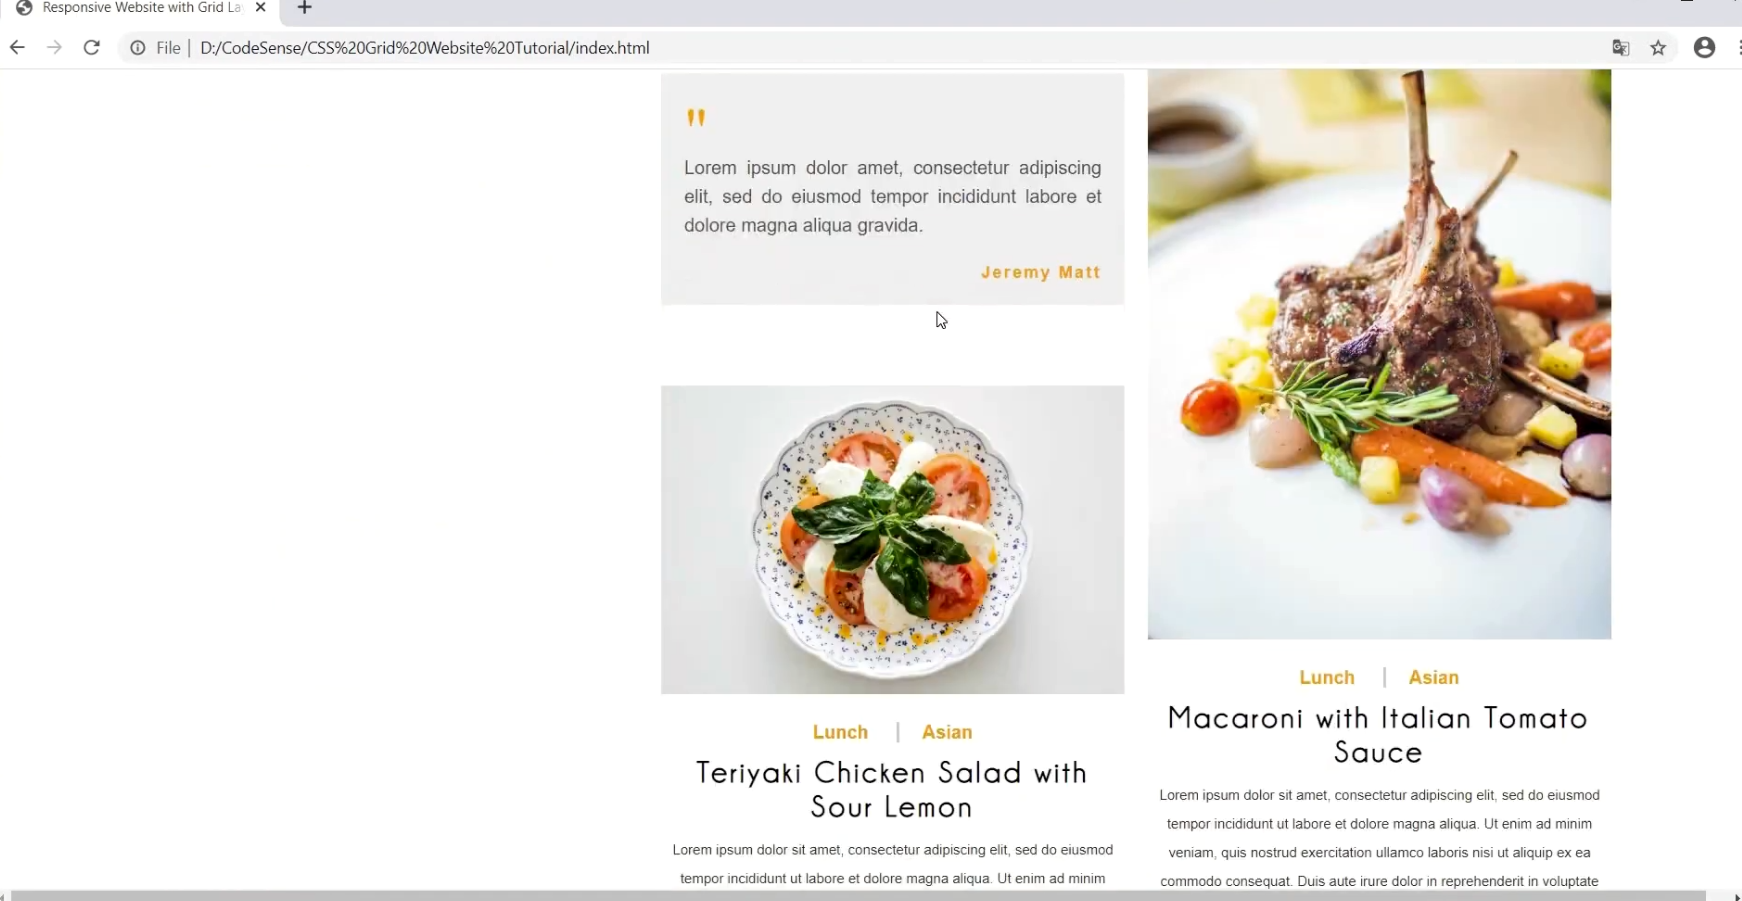 Responsive Website with Grid La
File | D:/CodeSense/CSS%20Grid%20Website%20Tutorial/index.html
"
Lorem ipsum dolor amet, consectetur adipiscing
elit, sed do eiusmod tempor incididunt labore et
dolore magna aliqua gravida.
Jeremy Matt
Lunch | Asian
Teriyaki Chicken Salad with
Sour Lemon
Lorem ipsum dolor sit amet, consectetur adipiscing elit, sed do eiusmod
tempor incididunt ut labore et dolore magna aliqua. Ut enim ad minim
Lunch | Asian
Macaroni with Italian Tomato
Sauce
Lorem ipsum dolor sit amet, consectetur adipiscing elit, sed do eiusmod
tempor incididunt ut labore et dolore magna aliqua. Ut enim ad minim
veniam, quis nostrud exercitation ullamco laboris nisi ut aliquip ex ea
commodo consequat. Duis aute irure dolor in reprehenderit in voluptate